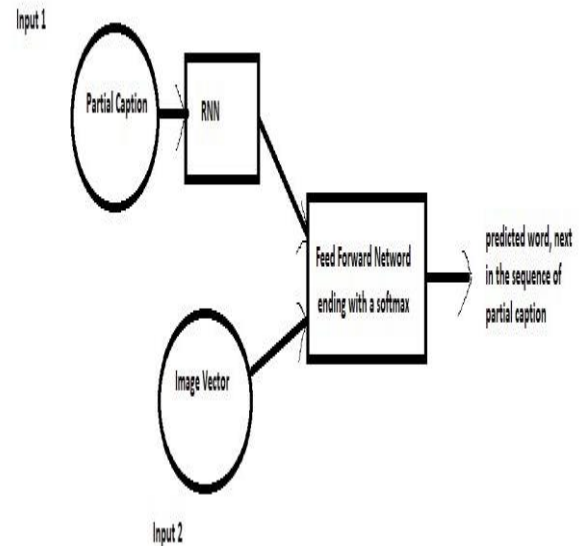 Input 1
Partial Caption
RNN
Feed Forward Netword
ending with a softmax
predicted word, next
in the sequence of
partial caption
Image Vector
Input 2